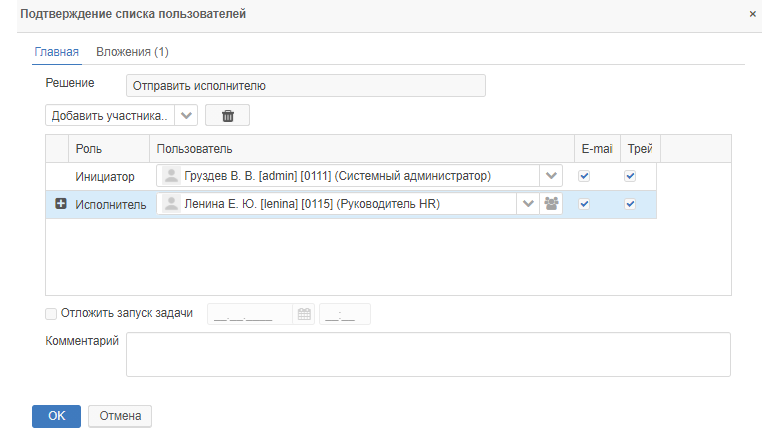 Подтверждение списка пользователей ×
Главная Вложения (1)
Решение Отправить исполнителю
Добавить участника..
Роль Пользователь E-mail Трей
Инициатор Груздев В. В. [admin] [0111] (Системный администратор)
Исполнитель Ленина Е. Ю. [lenina] [0115] (Руководитель HR)
Отложить запуск задачи __.__.____ __:__
Комментарий
OK Отмена